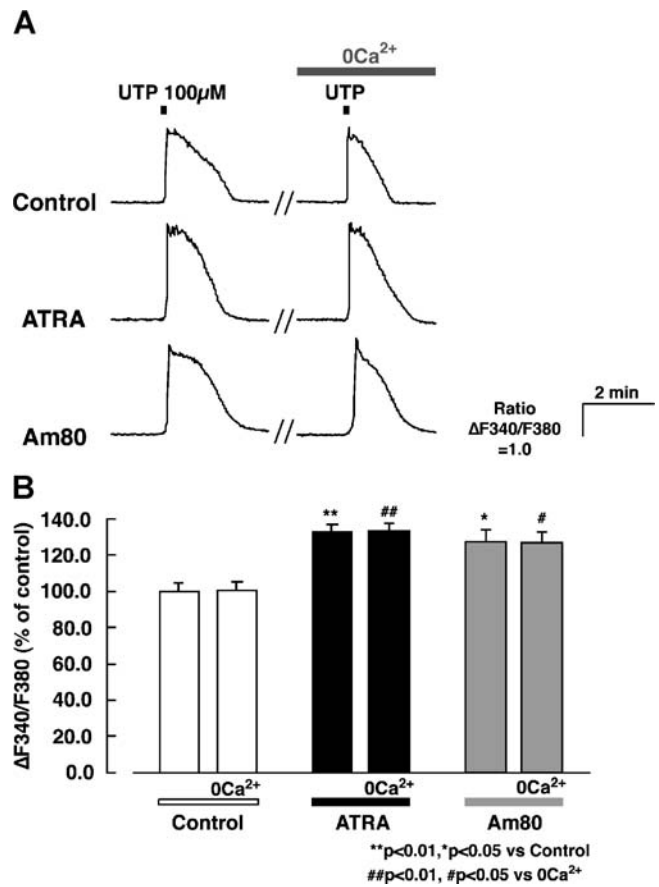 A
0Ca²⁺
UTP 100µM UTP
Control //
ATRA //
Am80 //
2 min
Ratio
ΔF340/F380
=1.0
B
ΔF340/F380 (% of control)
140.0
120.0
100.0
80.0
60.0
40.0
20.0
0.0
** ## * #
0Ca²⁺ 0Ca²⁺ 0Ca²⁺
Control ATRA Am80
**p<0.01,*p<0.05 vs Control
##p<0.01, #p<0.05 vs 0Ca²⁺